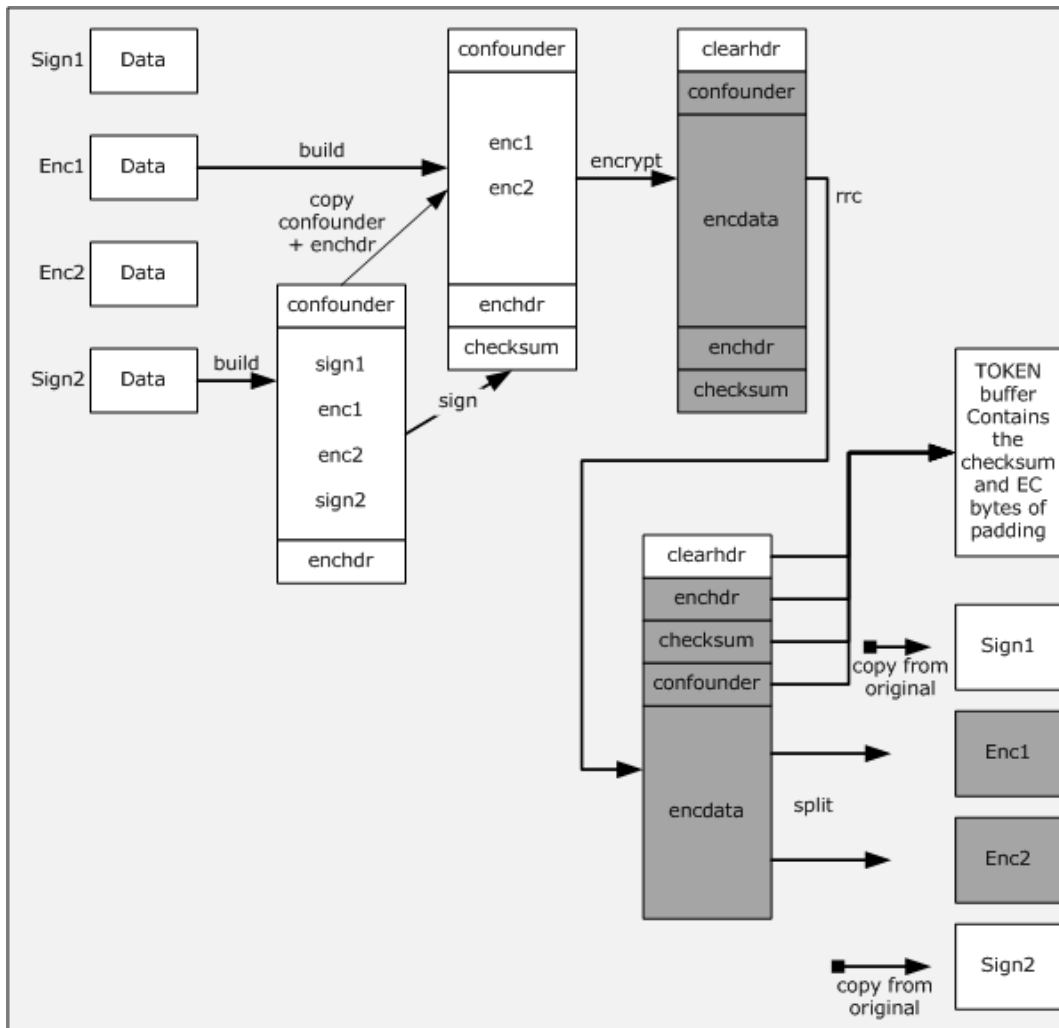 Sign1
Data
Enc1
Data
Enc2
Data
Sign2
Data
build
copy
confounder
+ enchdr
build
confounder
sign1
enc1
enc2
sign2
enchdr
sign
confounder
enc1
enc2
enchdr
checksum
encrypt
clearhdr
confounder
encdata
enchdr
checksum
rrc
clearhdr
enchdr
checksum
confounder
encdata
split
TOKEN
buffer
Contains
the
checksum
and EC
bytes of
padding
copy from
original
Sign1
Enc1
Enc2
copy from
original
Sign2